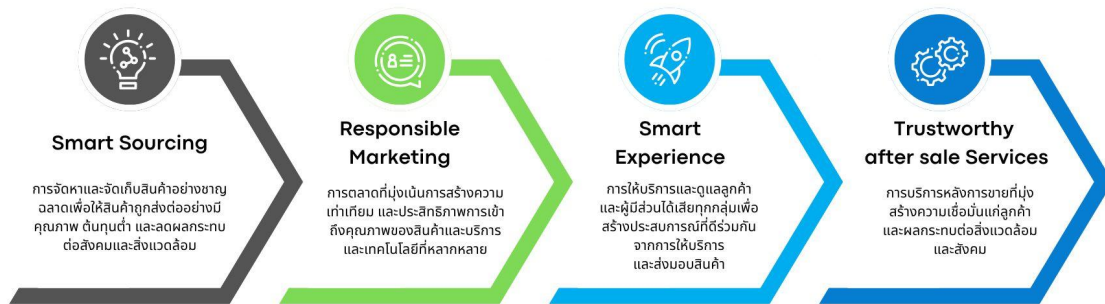 Smart Sourcing
การจัดหาและจัดเก็บสินค้าอย่างชาญ
ฉลาดเพื่อให้สินค้าถูกส่งต่ออย่างมี
คุณภาพ ต้นทุนต่ำ และลดผลกระทบ
ต่อสังคมและสิ่งแวดล้อม
Responsible
Marketing
การตลาดที่มุ่งเน้นการสร้างความ
เท่าเทียม และประสิทธิภาพการเข้า
ถึงคุณภาพของสินค้าและบริการ
และเทคโนโลยีที่หลากหลาย
Smart
Experience
การให้บริการและดูแลลูกค้า
และผู้มีส่วนได้เสียทุกกลุ่มเพื่อ
สร้างประสบการณ์ที่ดีร่วมกัน
จากการให้บริการ
และส่งมอบสินค้า
Trustworthy
after sale Services
การบริการหลังการขายที่มุ่ง
สร้างความเชื่อมั่นแก่ลูกค้า
และผลกระทบต่อสิ่งแวดล้อม
และสังคม